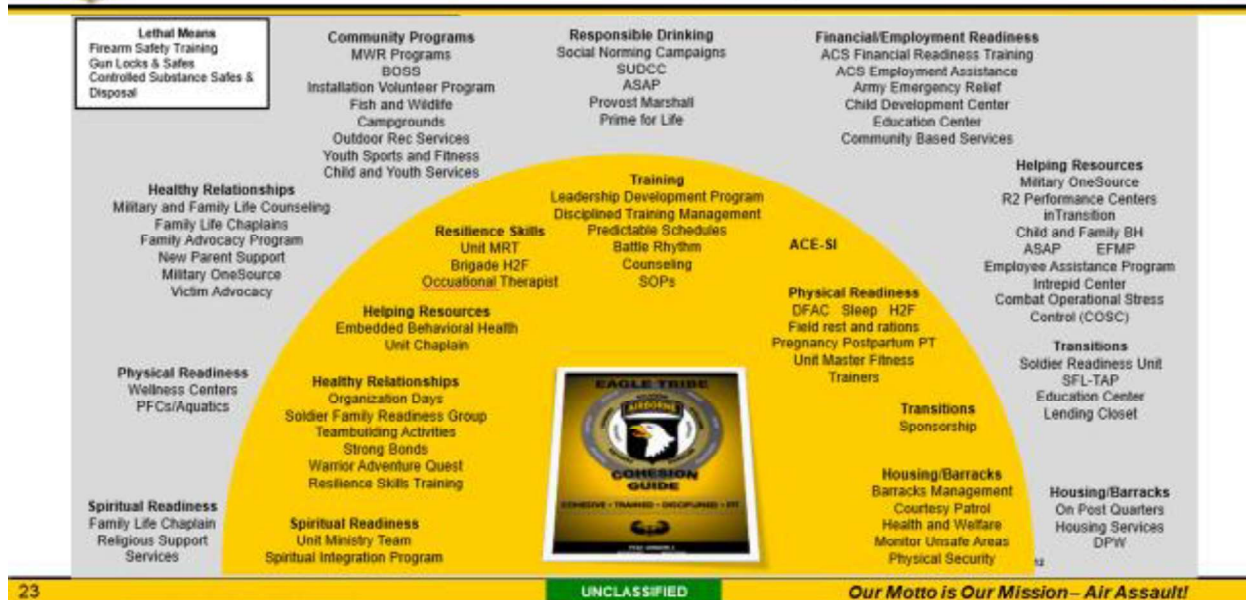 Lethal Means
Firearm Safety Training
Gun Locks & Safes
Controlled Substance Safes &
Disposal
Community Programs
MWR Programs
BOSS
Installation Volunteer Program
Fish and Wildlife
Campgrounds
Outdoor Rec Services
Youth Sports and Fitness
Child and Youth Services
Responsible Drinking
Social Norming Campaigns
SUDCC
ASAP
Provost Marshall
Prime for Life
Financial/Employment Readiness
ACS Financial Readiness Training
ACS Employment Assistance
Army Emergency Relief
Child Development Center
Education Center
Community Based Services
Healthy Relationships
Military and Family Life Counseling
Family Life Chaplains
Family Advocacy Program
New Parent Support
Military OneSource
Victim Advocacy
Resilience Skills
Unit MRT
Brigade H2F
Occuational Therapist
Training
Leadership Development Program
Disciplined Training Management
Predictable Schedules
Battle Rhythm
Counseling
SOPs
ACE-SI
Helping Resources
Military OneSource
R2 Performance Centers
inTransition
Child and Family BH
ASAP EFMP
Employee Assistance Program
Intrepid Center
Combat Operational Stress
Control (COSC)
Helping Resources
Embedded Behavioral Health
Unit Chaplain
Physical Readiness
DFAC Sleep H2F
Field rest and rations
Pregnancy Postpartum PT
Unit Master Fitness
Trainers
Transitions
Soldier Readiness Unit
SFL-TAP
Education Center
Lending Closet
Physical Readiness
Wellness Centers
PFCs/Aquatics
Healthy Relationships
Organization Days
Soldier Family Readiness Group
Teambuilding Activities
Strong Bonds
Warrior Adventure Quest
Resilience Skills Training
EAGLE TRIBE
AIRBORNE
COHESION
GUIDE
COHESIVE • TRAINED • DISCIPLINED • FIT
Transitions
Sponsorship
Housing/Barracks
Barracks Management
Courtesy Patrol
Health and Welfare
Monitor Unsafe Areas
Physical Security
Housing/Barracks
On Post Quarters
Housing Services
DPW
Spiritual Readiness
Family Life Chaplain
Religious Support
Services
Spiritual Readiness
Unit Ministry Team
Spiritual Integration Program
12
23
UNCLASSIFIED
Our Motto is Our Mission– Air Assault!